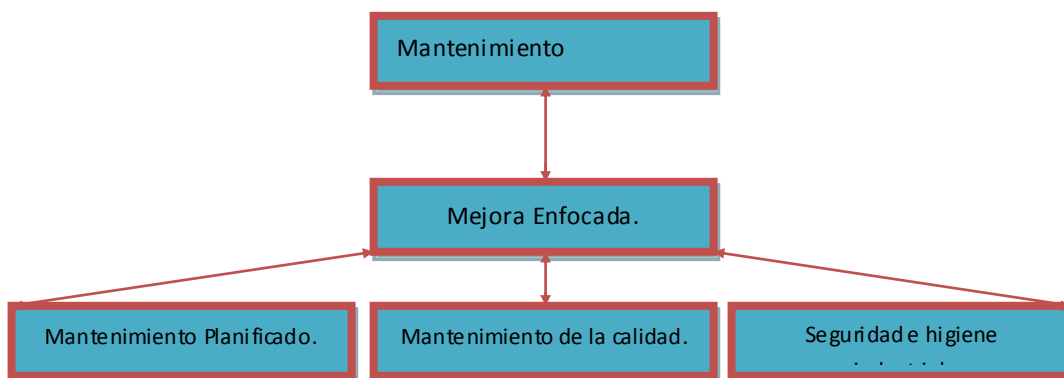 Mantenimiento
Mejora Enfocada.
Mantenimiento Planificado.
Mantenimiento de la calidad.
Seguridad e higiene